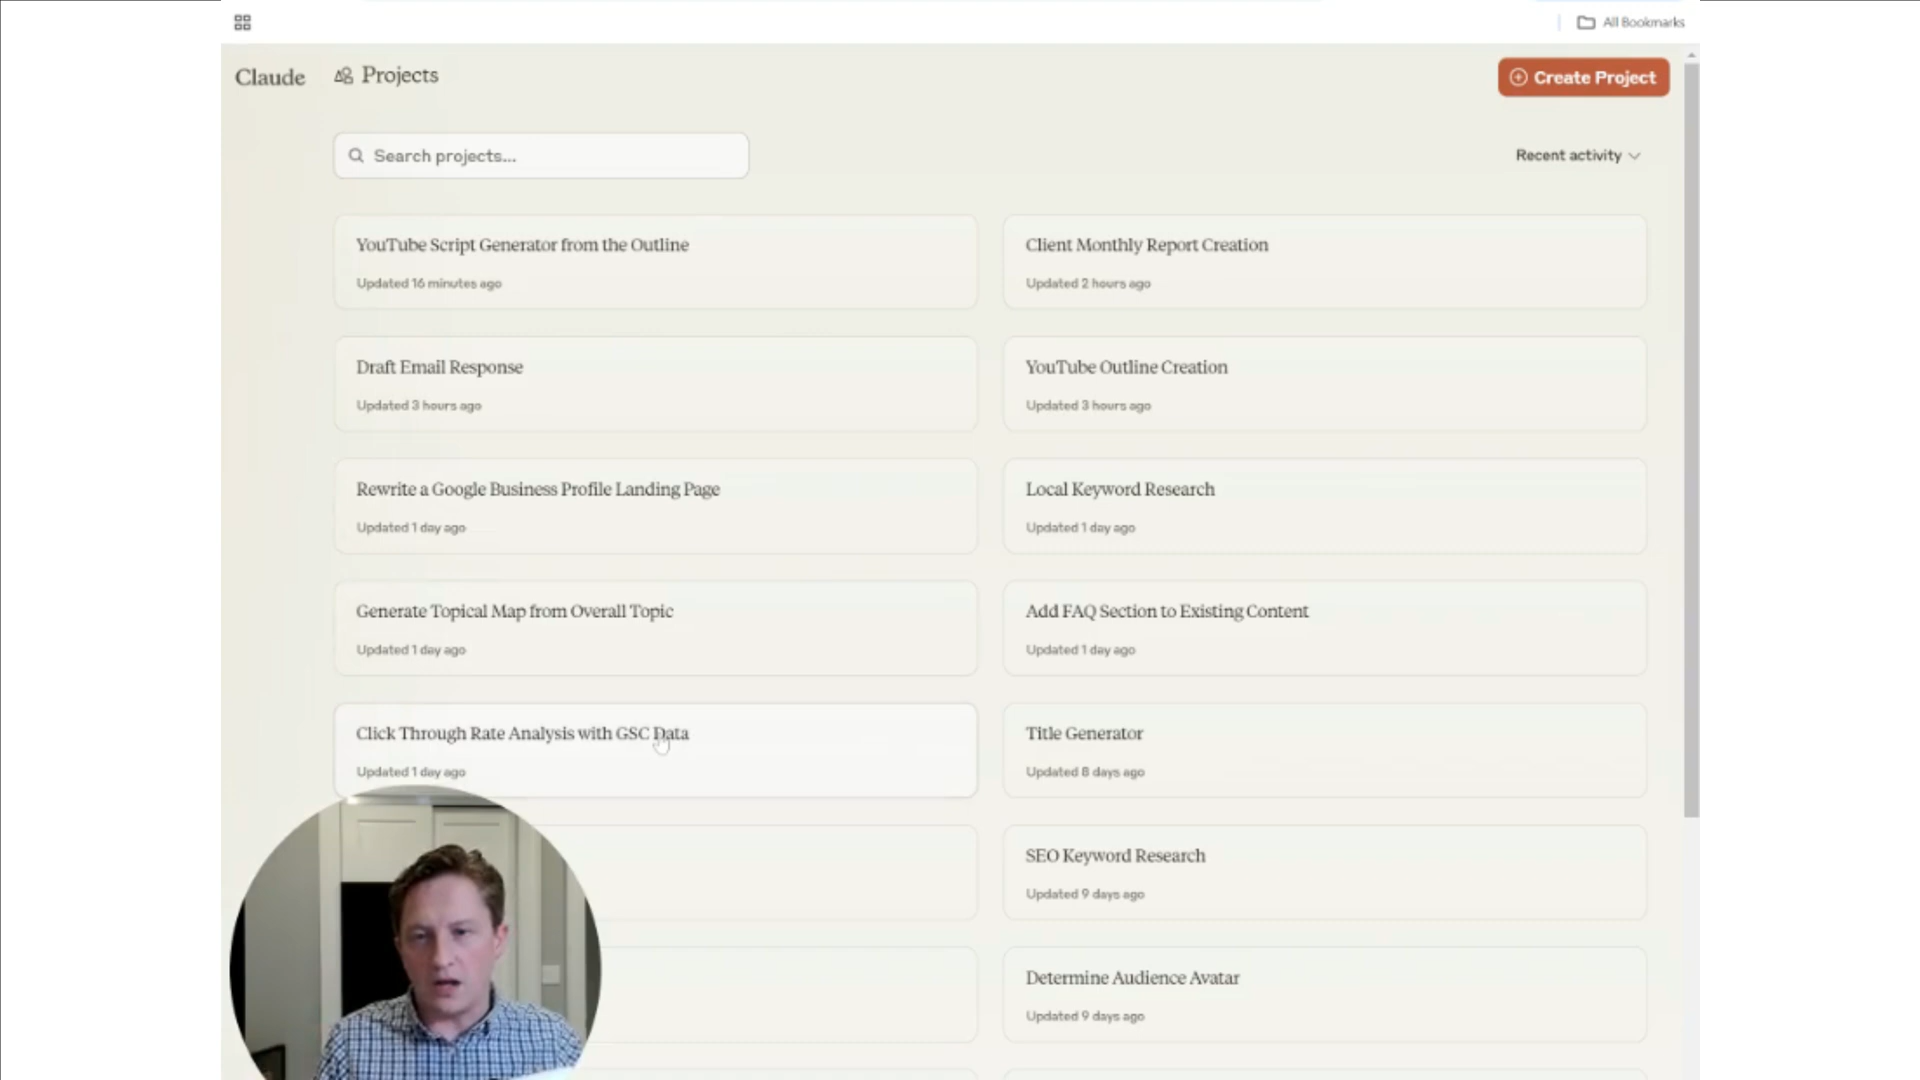 All Bookmarks
Claude
Projects
Create Project
Search projects...
Recent activity
YouTube Script Generator from the Outline
Updated 16 minutes ago
Client Monthly Report Creation
Updated 2 hours ago
Draft Email Response
Updated 3 hours ago
YouTube Outline Creation
Updated 3 hours ago
Rewrite a Google Business Profile Landing Page
Updated 1 day ago
Local Keyword Research
Updated 1 day ago
Generate Topical Map from Overall Topic
Updated 1 day ago
Add FAQ Section to Existing Content
Updated 1 day ago
Click Through Rate Analysis with GSC Data
Updated 1 day ago
Title Generator
Updated 8 days ago
SEO Keyword Research
Updated 9 days ago
Determine Audience Avatar
Updated 9 days ago